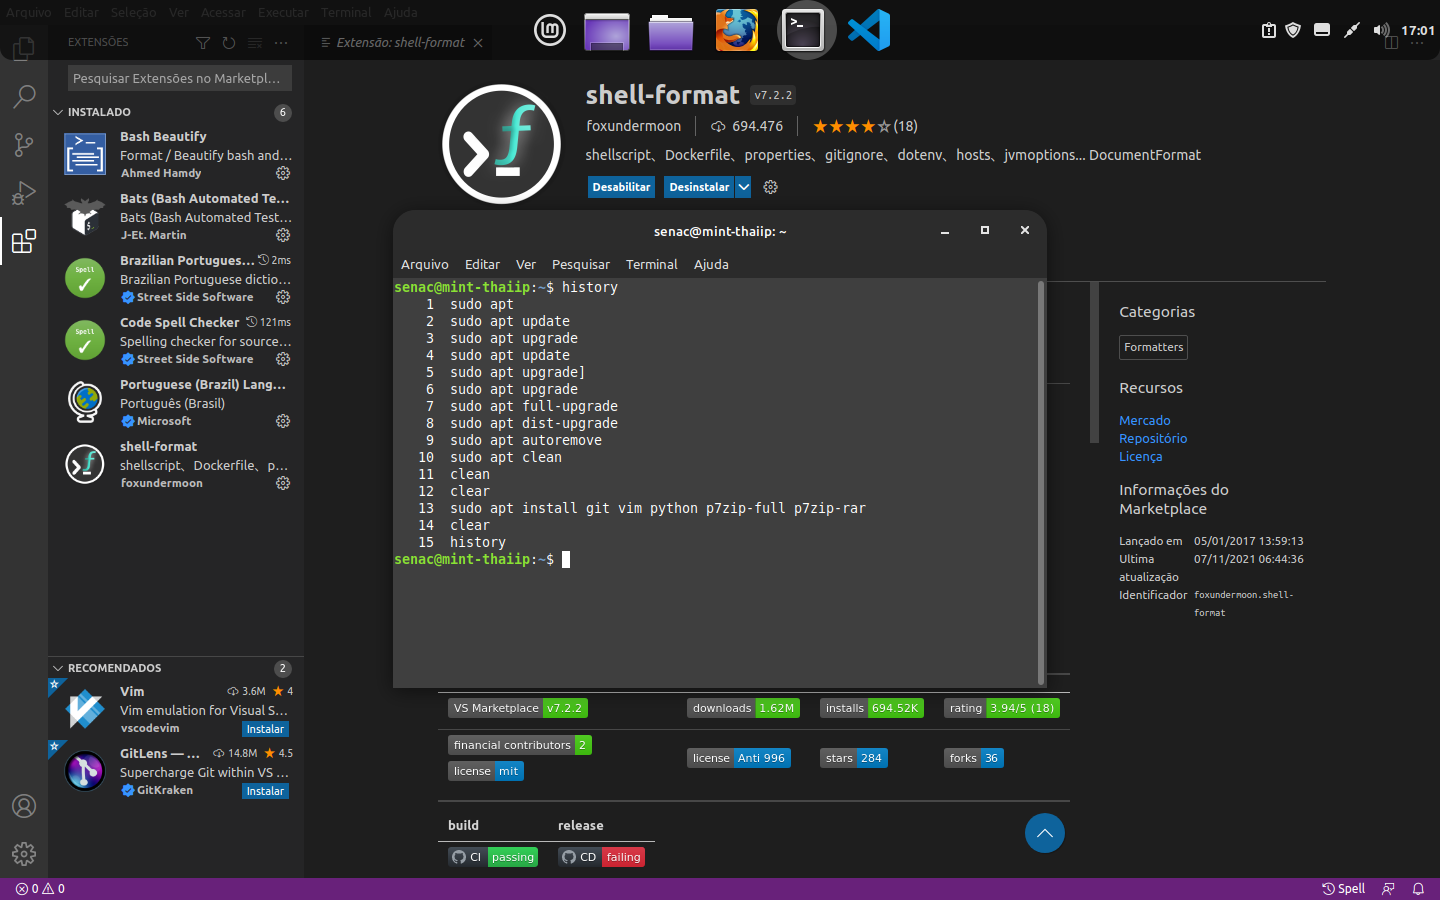 Arquivo Editar Seleção Ver Acessar Executar Terminal Ajuda
17:01
EXTENSÕES
Extensão: shell-format
Pesquisar Extensões no Marketpl...
INSTALADO 6
Bash Beautify
Format / Beautify bash and...
Ahmed Hamdy
Bats (Bash Automated Te...
Bats (Bash Automated Test...
J-Et. Martin
Brazilian Portugues... 2ms
Brazilian Portuguese dictio...
Street Side Software
Code Spell Checker 121ms
Spelling checker for source...
Street Side Software
Portuguese (Brazil) Lang...
Português (Brasil)
Microsoft
shell-format
shellscript、Dockerfile、p...
foxundermoon
RECOMENDADOS 2
Vim 3.6M 4
Vim emulation for Visual S...
vscodevim Instalar
GitLens — ... 14.8M 4.5
Supercharge Git within VS ...
GitKraken Instalar
shell-format v7.2.2
foxundermoon 694.476 (18)
shellscript、Dockerfile、properties、gitignore、dotenv、hosts、jvmoptions... DocumentFormat
Desabilitar Desinstalar
senac@mint-thaiip: ~
Arquivo Editar Ver Pesquisar Terminal Ajuda
senac@mint-thaiip:~$ history
1 sudo apt
2 sudo apt update
3 sudo apt upgrade
4 sudo apt update
5 sudo apt upgrade]
6 sudo apt upgrade
7 sudo apt full-upgrade
8 sudo apt dist-upgrade
9 sudo apt autoremove
10 sudo apt clean
11 clean
12 clear
13 sudo apt install git vim python p7zip-full p7zip-rar
14 clear
15 history
senac@mint-thaiip:~$
Categorias
Formatters
Recursos
Mercado
Repositório
Licença
Informações do
Marketplace
Lançado em 05/01/2017 13:59:13
Ultima 07/11/2021 06:44:36
atualização
Identificador foxundermoon.shell-
format
VS Marketplace v7.2.2 downloads 1.62M installs 694.52K rating 3.94/5 (18)
financial contributors 2
license mit license Anti 996 stars 284 forks 36
build release
CI passing CD failing
0 0 Spell